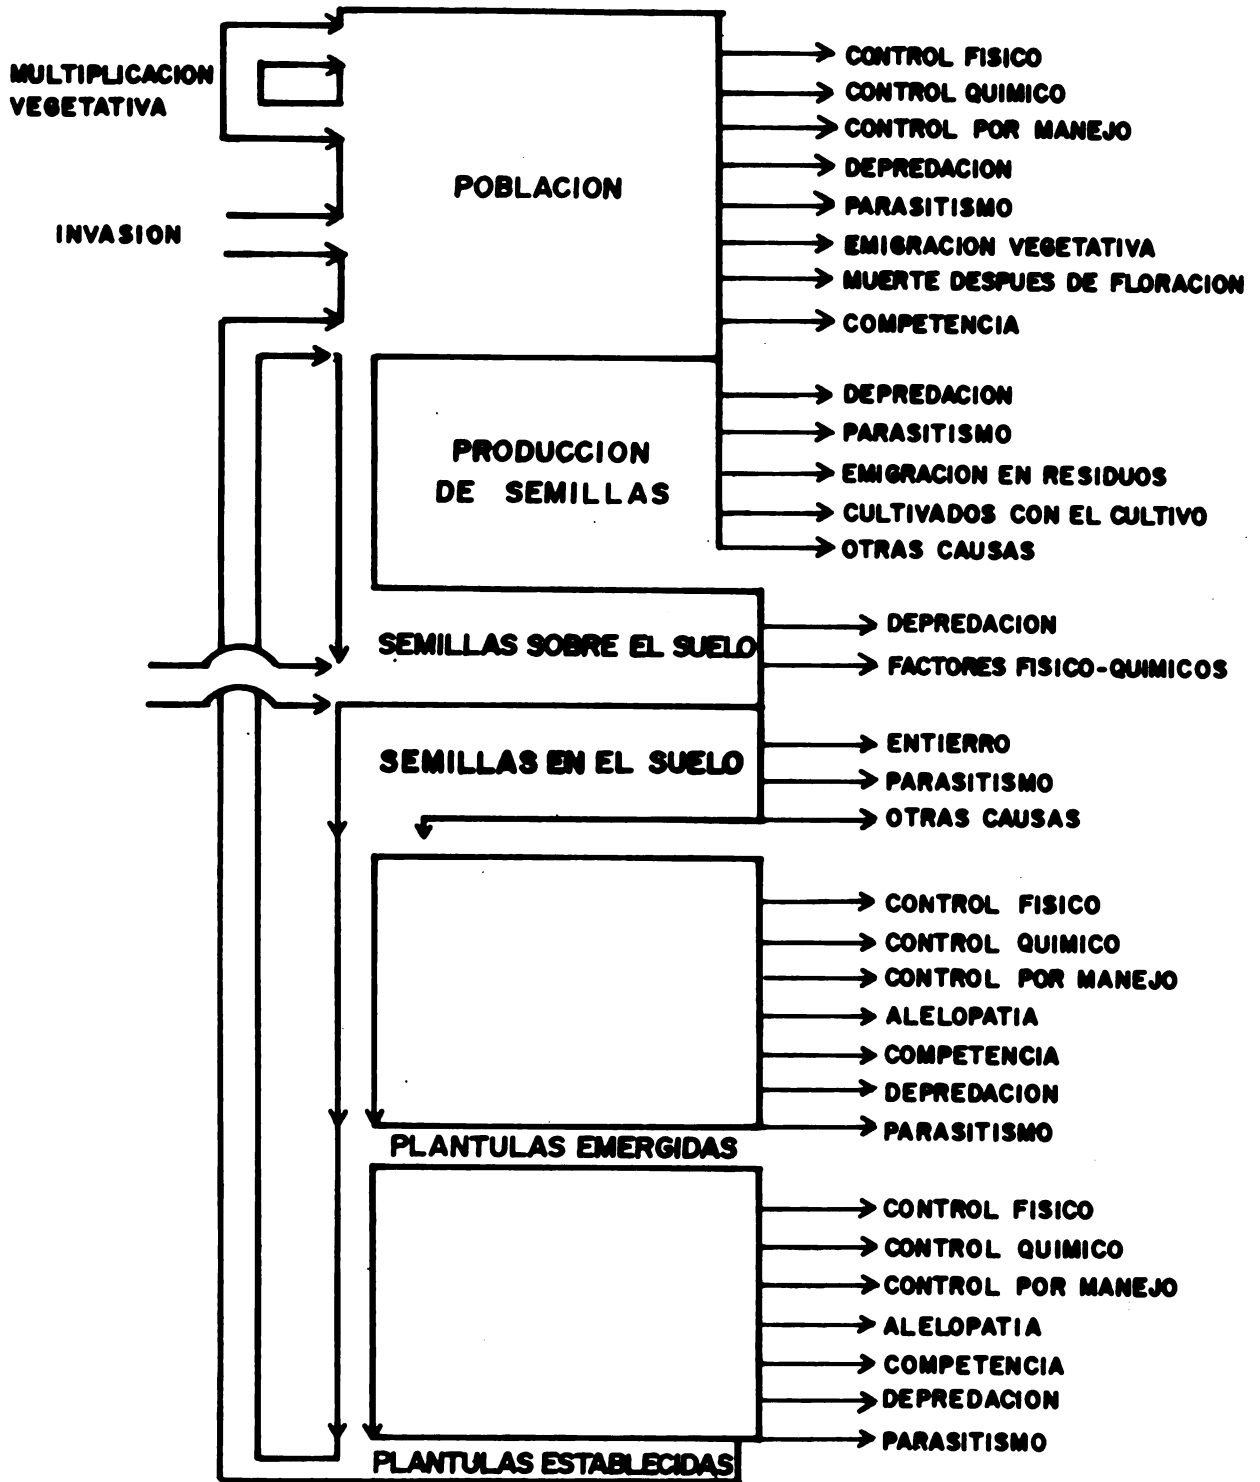 MULTIPLICACION
VEGETATIVA
INVASION
POBLACION
CONTROL FISICO
CONTROL QUIMICO
CONTROL POR MANEJO
DEPREDACION
PARASITISMO
EMIGRACION VEGETATIVA
MUERTE DESPUES DE FLORACION
COMPETENCIA
PRODUCCION
DE SEMILLAS
DEPREDACION
PARASITISMO
EMIGRACION EN RESIDUOS
CULTIVADOS CON EL CULTIVO
OTRAS CAUSAS
SEMILLAS SOBRE EL SUELO
DEPREDACION
FACTORES FISICO-QUIMICOS
SEMILLAS EN EL SUELO
ENTIERRO
PARASITISMO
OTRAS CAUSAS
CONTROL FISICO
CONTROL QUIMICO
CONTROL POR MANEJO
ALELOPATIA
COMPETENCIA
DEPREDACION
PARASITISMO
PLANTULAS EMERGIDAS
CONTROL FISICO
CONTROL QUIMICO
CONTROL POR MANEJO
ALELOPATIA
COMPETENCIA
DEPREDACION
PARASITISMO
PLANTULAS ESTABLECIDAS